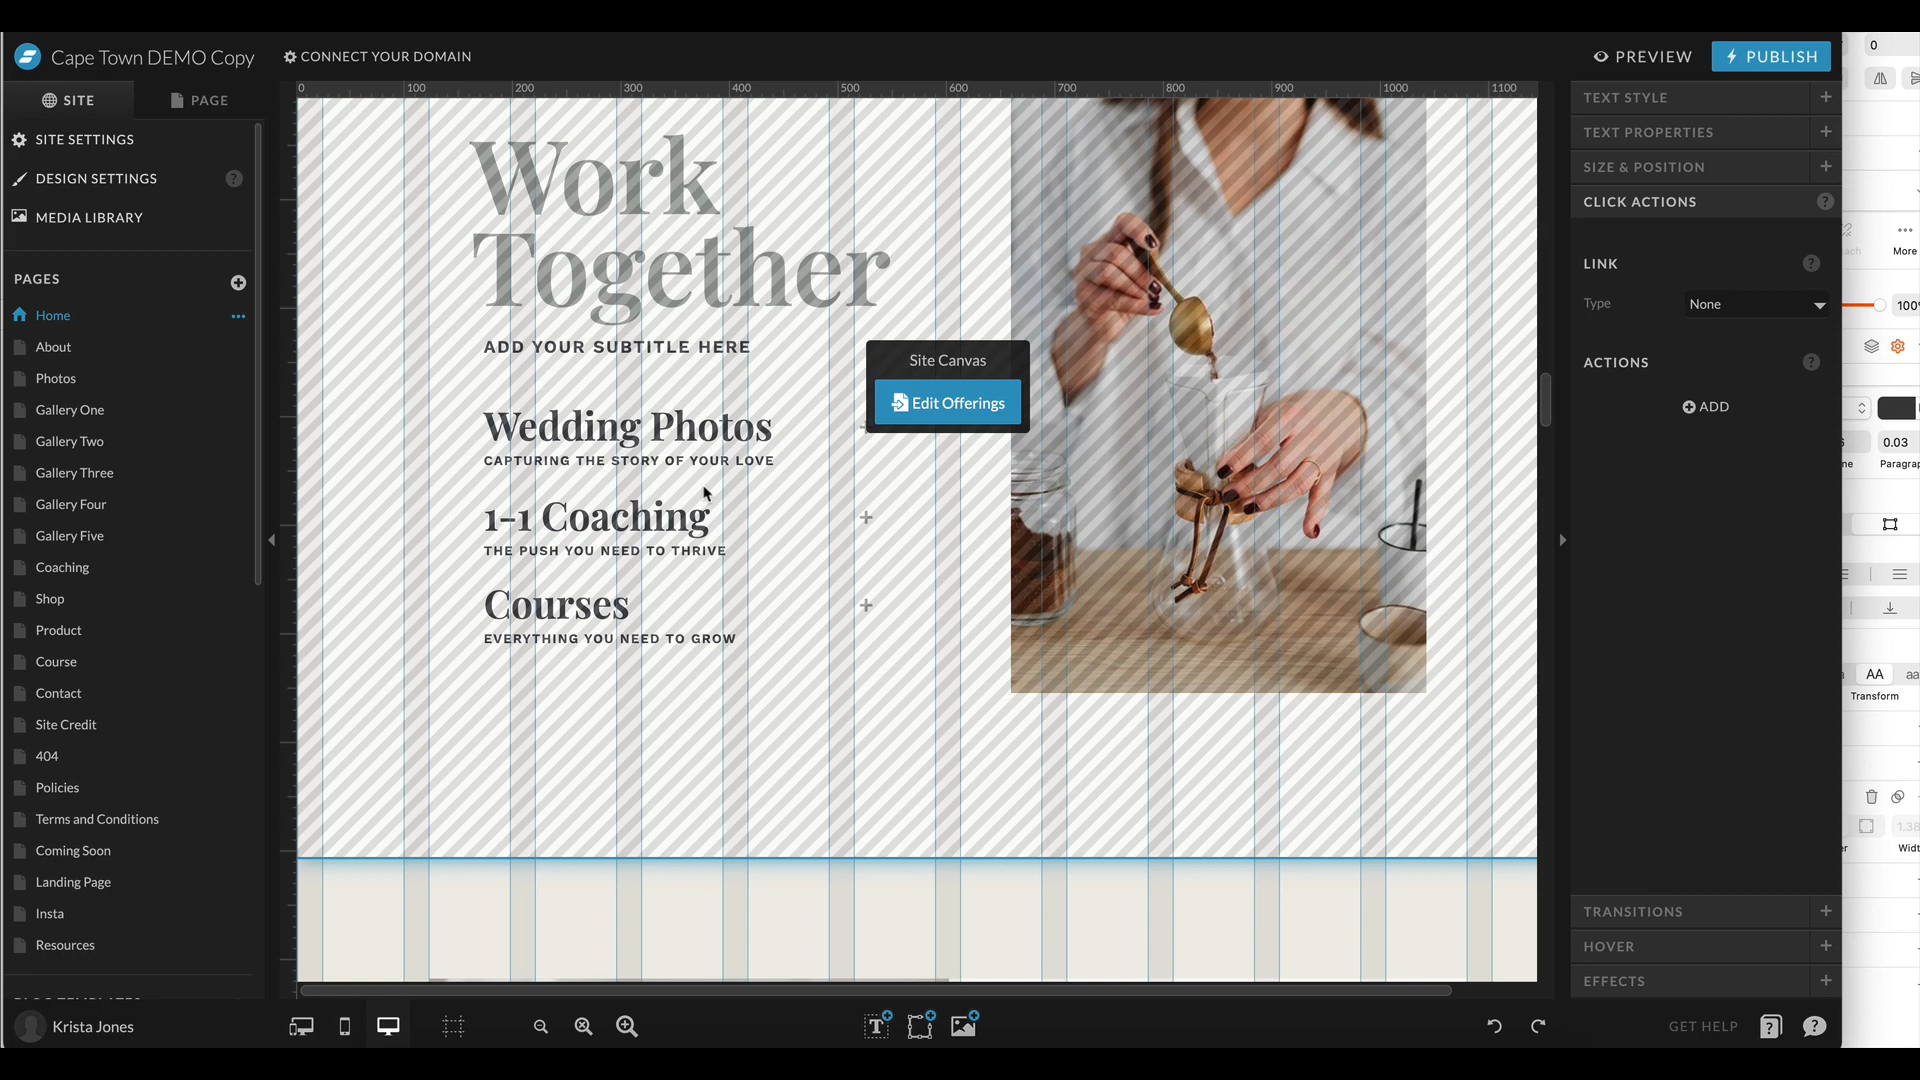 Cape Town DEMO Copy
CONNECT YOUR DOMAIN
PREVIEW
PUBLISH
SITE
PAGE
SITE SETTINGS
DESIGN SETTINGS
MEDIA LIBRARY
PAGES
Home
About
Photos
Gallery One
Gallery Two
Gallery Three
Gallery Four
Gallery Five
Coaching
Shop
Product
Course
Contact
Site Credit
404
Policies
Terms and Conditions
Coming Soon
Landing Page
Insta
Resources
Krista Jones
0 100 200 300 400 500 600 700 800 900 1000 1100
Work
Together
ADD YOUR SUBTITLE HERE
Wedding Photos
CAPTURING THE STORY OF YOUR LOVE
1-1 Coaching
THE PUSH YOU NEED TO THRIVE
Courses
EVERYTHING YOU NEED TO GROW
Site Canvas
Edit Offerings
TEXT STYLE
TEXT PROPERTIES
SIZE & POSITION
CLICK ACTIONS
LINK
Type None
ACTIONS
ADD
TRANSITIONS
HOVER
EFFECTS
GET HELP
0
More
100%
0.03
Paragrap
AA
aa
Transform
1.38
Widt